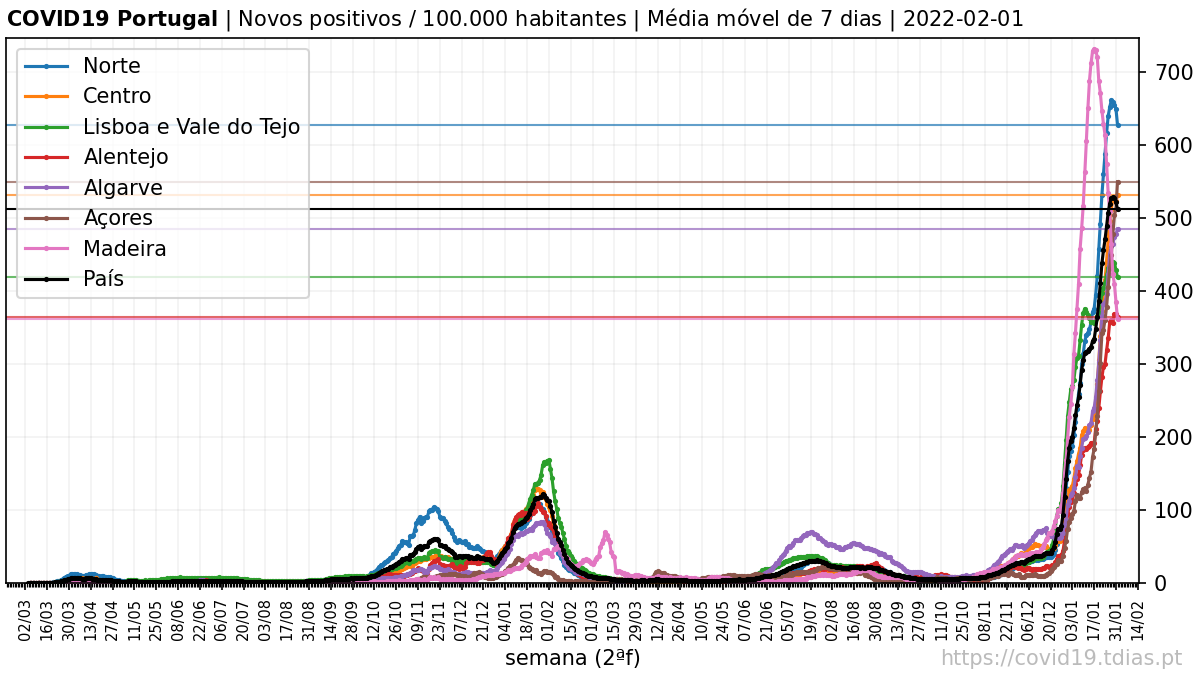 COVID19 Portugal | Novos positivos / 100.000 habitantes | Média móvel de 7 dias | 2022-02-01
Norte
Centro
Lisboa e Vale do Tejo
Alentejo
Algarve
Açores
Madeira
País
700
600
500
400
300
200
100
0
02/03 16/03 30/03 13/04 27/04 11/05 25/05 08/06 22/06 06/07 20/07 03/08 17/08 31/08 14/09 28/09 12/10 26/10 09/11 23/11 07/12 21/12 04/01 18/01 01/02 15/02 01/03 15/03 29/03 12/04 26/04 10/05 24/05 07/06 21/06 05/07 19/07 02/08 16/08 30/08 13/09 27/09 11/10 25/10 08/11 22/11 06/12 20/12 03/01 17/01 31/01 14/02
semana (2ªf)
https://covid19.tdias.pt